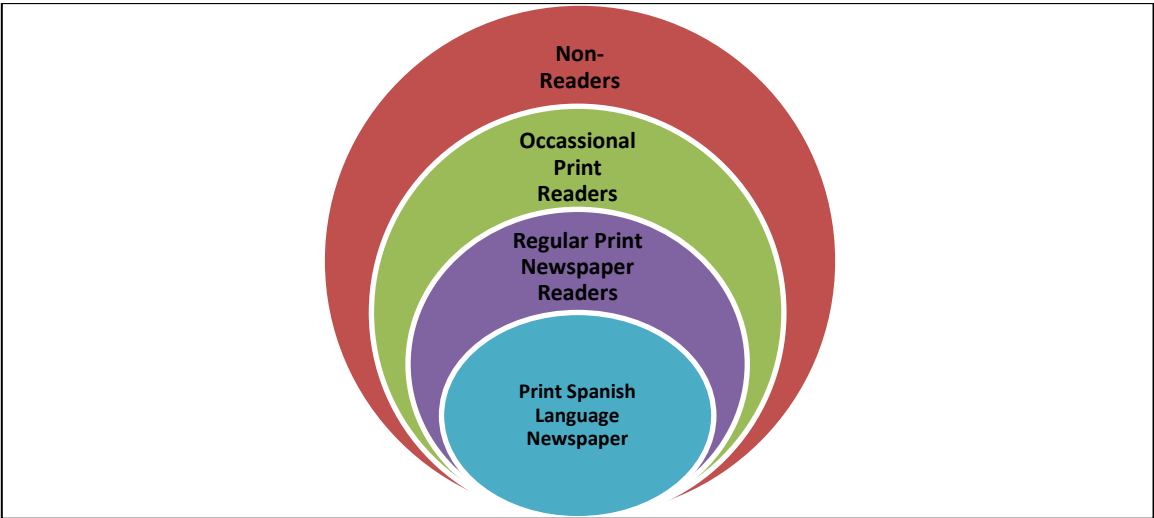 Non-
Readers
Occassional
Print
Readers
Regular Print
Newspaper
Readers
Print Spanish
Language
Newspaper